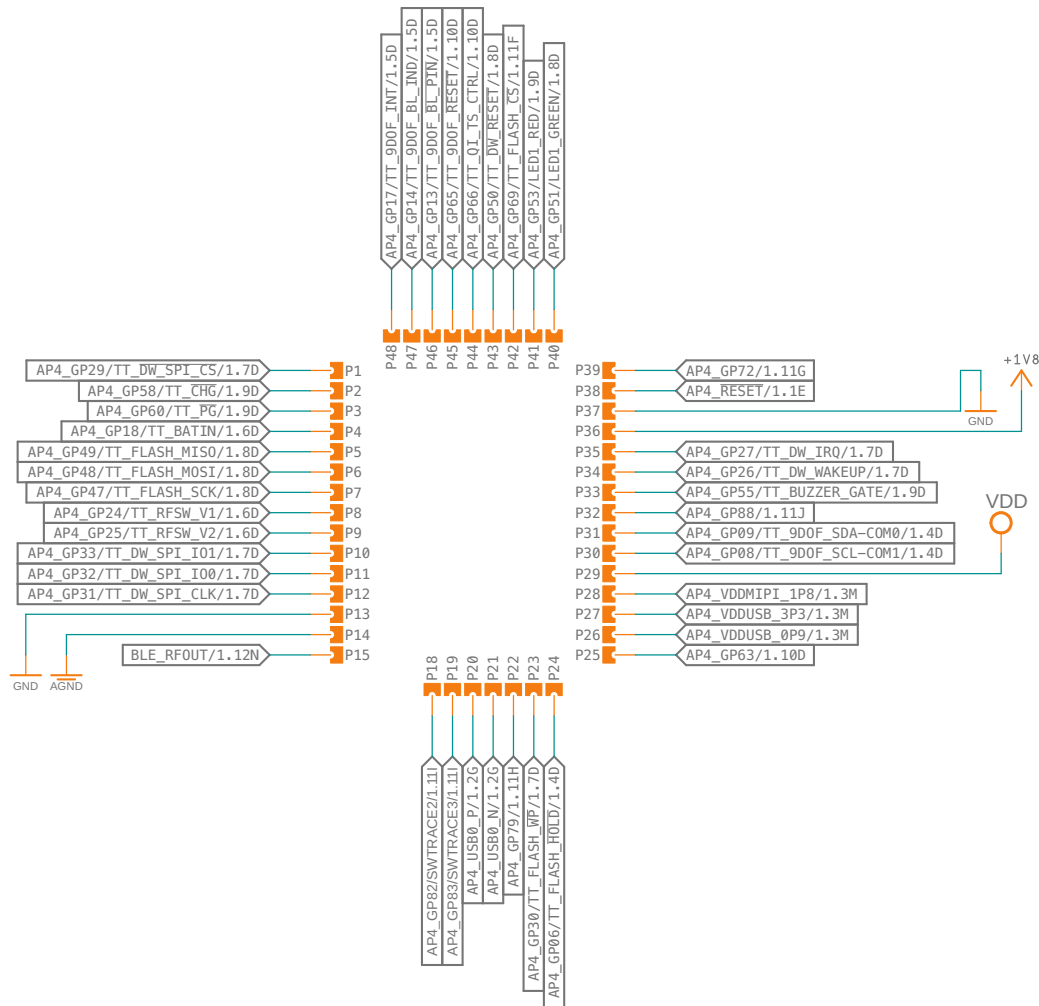 AP4_GP17/TT_9DOF_INT/1.5D
AP4_GP14/TT_9DOF_BL_IND/1.5D
AP4_GP13/TT_9DOF_BL_PIN/1.5D
AP4_GP65/TT_9DOF_RESET/1.10D
AP4_GP66/TT_QI_TS_CTRL/1.10D
AP4_GP50/TT_DW_RESET/1.8D
AP4_GP69/TT_FLASH_CS/1.11F
AP4_GP53/LED1_RED/1.9D
AP4_GP51/LED1_GREEN/1.8D
P48
P47
P46
P45
P44
P43
P42
P41
P40
AP4_GP29/TT_DW_SPI_CS/1.7D P1
AP4_GP58/TT_CHG/1.9D P2
AP4_GP60/TT_PG/1.9D P3
AP4_GP18/TT_BATIN/1.6D P4
AP4_GP49/TT_FLASH_MISO/1.8D P5
AP4_GP48/TT_FLASH_MOSI/1.8D P6
AP4_GP47/TT_FLASH_SCK/1.8D P7
AP4_GP24/TT_RFSW_V1/1.6D P8
AP4_GP25/TT_RFSW_V2/1.6D P9
AP4_GP33/TT_DW_SPI_IO1/1.7D P10
AP4_GP32/TT_DW_SPI_IO0/1.7D P11
AP4_GP31/TT_DW_SPI_CLK/1.7D P12
P13
P14
BLE_RFOUT/1.12N P15
GND
AGND
P39 AP4_GP72/1.11G
P38 AP4_RESET/1.1E
P37
GND
+1V8
P36
P35 AP4_GP27/TT_DW_IRQ/1.7D
P34 AP4_GP26/TT_DW_WAKEUP/1.7D
P33 AP4_GP55/TT_BUZZER_GATE/1.9D
P32 AP4_GP88/1.11J
VDD
P31 AP4_GP09/TT_9DOF_SDA-COM0/1.4D
P30 AP4_GP08/TT_9DOF_SCL-COM1/1.4D
P29
P28 AP4_VDDMIPI_1P8/1.3M
P27 AP4_VDDUSB_3P3/1.3M
P26 AP4_VDDUSB_0P9/1.3M
P25 AP4_GP63/1.10D
P18
P19
P20
P21
P22
P23
P24
AP4_GP82/SWTRACE2/1.11I
AP4_GP83/SWTRACE3/1.11I
AP4_USB0_P/1.2G
AP4_USB0_N/1.2G
AP4_GP79/1.11H
AP4_GP30/TT_FLASH_WP/1.7D
AP4_GP06/TT_FLASH_HOLD/1.4D